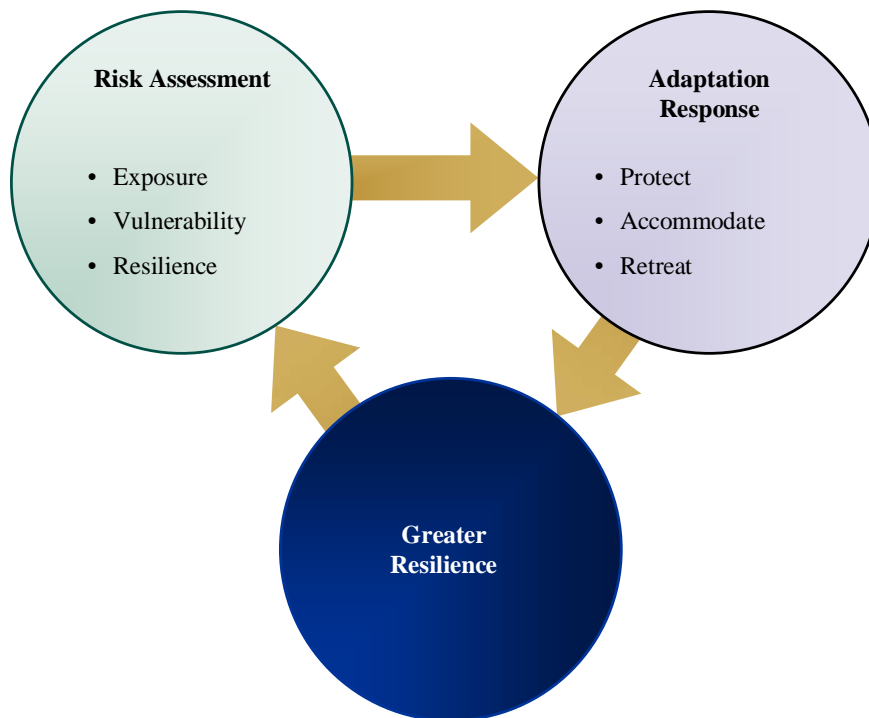 Risk Assessment
• Exposure
• Vulnerability
• Resilience
Adaptation
Response
• Protect
• Accommodate
• Retreat
Greater
Resilience